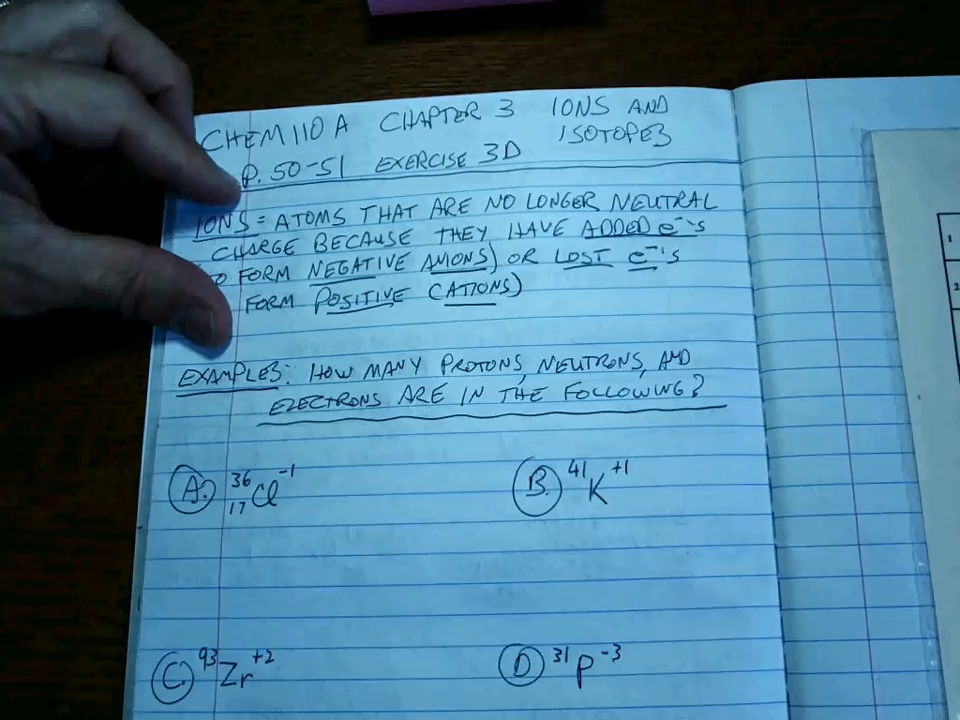 CHEM 110 A CHAPTER 3 IONS AND
ISOTOPES
P. 50-51 EXERCISE 3D
IONS = ATOMS THAT ARE NO LONGER NEUTRAL
CHARGE BECAUSE THEY HAVE ADDED e⁻'s
FORM NEGATIVE ANIONS) OR LOST e⁻'s
FORM POSITIVE CATIONS)
EXAMPLES: HOW MANY PROTONS, NEUTRONS, AND
ELECTRONS ARE IN THE FOLLOWING?
A. ³⁶₁₇Cl⁻¹ B. ⁴¹K⁺¹
C. ⁹³Zr⁺² D ³¹P⁻³
1
2